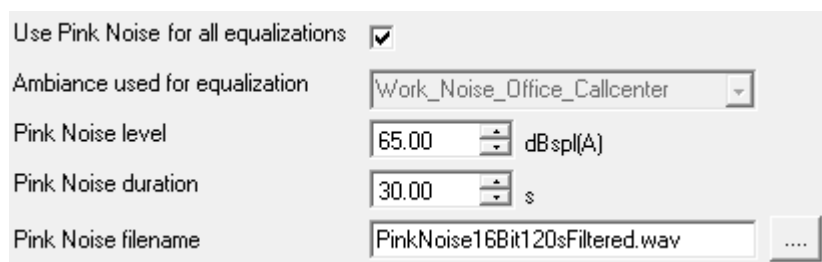 Use Pink Noise for all equalizations
Ambiance used for equalization Work_Noise_Office_Callcenter
Pink Noise level 65.00 dBspl(A)
Pink Noise duration 30.00 s
Pink Noise filename PinkNoise16Bit120sFiltered.wav ....